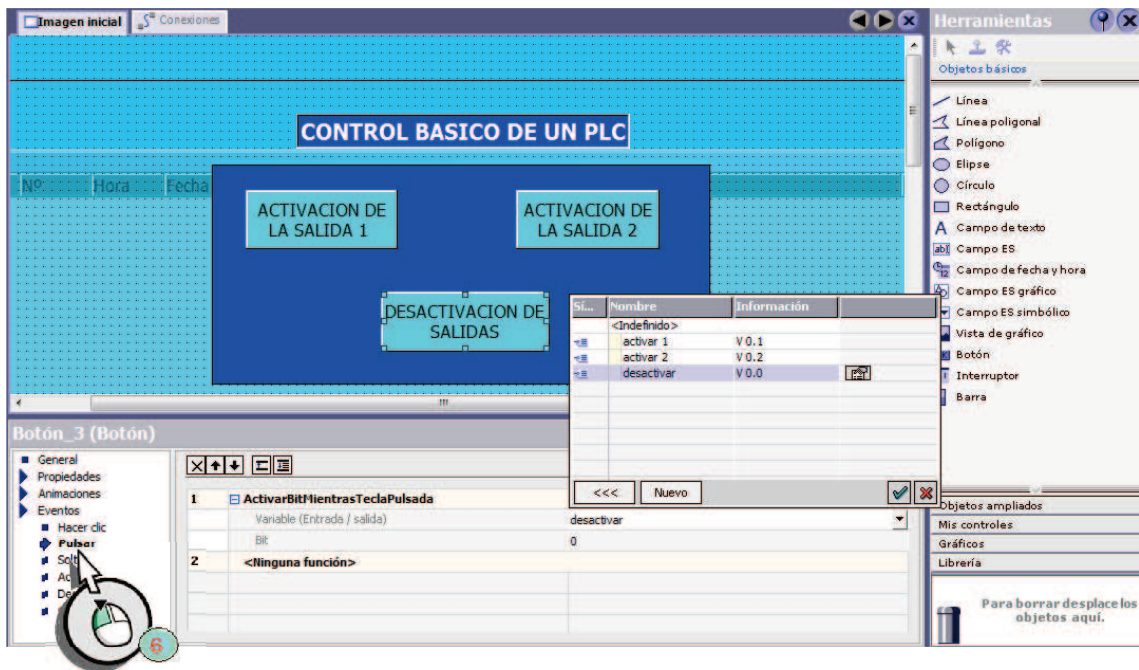 Imagen inicial
Conexiones
CONTROL BASICO DE UN PLC
Nº Hora Fecha
ACTIVACION DE
LA SALIDA 1
ACTIVACION DE
LA SALIDA 2
DESACTIVACION DE
SALIDAS
Sí... Nombre Información
<Indefinido>
activar 1 V 0.1
activar 2 V 0.2
desactivar V 0.0
<<< Nuevo
Botón_3 (Botón)
General
Propiedades
Animaciones
Eventos
Hacer clic
Pulsar
6
1 ActivarBitMientrasTeclaPulsada
Variable (Entrada / salida) desactivar
Bit 0
2 <Ninguna función>
Herramientas
Objetos básicos
Línea
Línea poligonal
Polígono
Elipse
Círculo
Rectángulo
A Campo de texto
abI Campo ES
12 Campo de fecha y hora
Campo ES gráfico
Campo ES simbólico
Vista de gráfico
Botón
Interruptor
Barra
Objetos ampliados
Mis controles
Gráficos
Librería
Para borrar desplace los
objetos aquí.